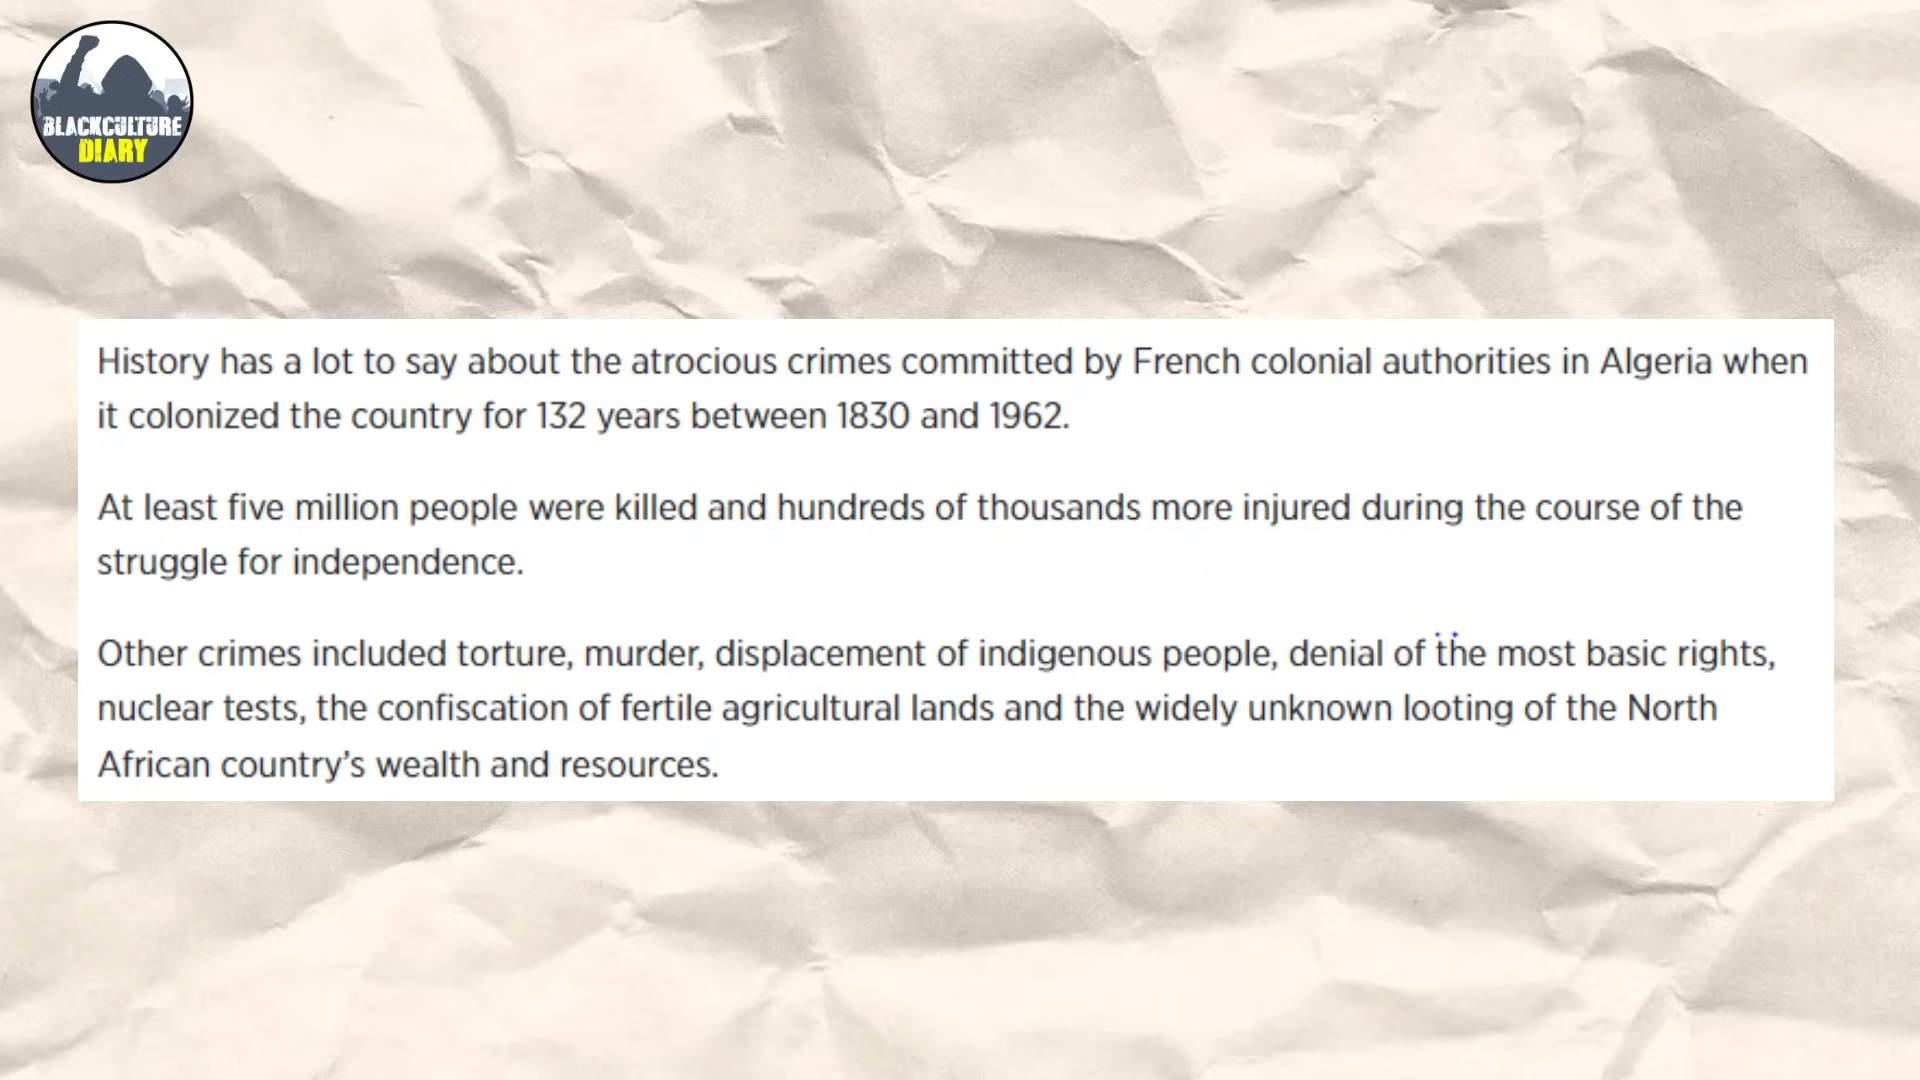 BLACKCULTURE
DIARY
History has a lot to say about the atrocious crimes committed by French colonial authorities in Algeria when
it colonized the country for 132 years between 1830 and 1962.
At least five million people were killed and hundreds of thousands more injured during the course of the
struggle for independence.
Other crimes included torture, murder, displacement of indigenous people, denial of the most basic rights,
nuclear tests, the confiscation of fertile agricultural lands and the widely unknown looting of the North
African country’s wealth and resources.